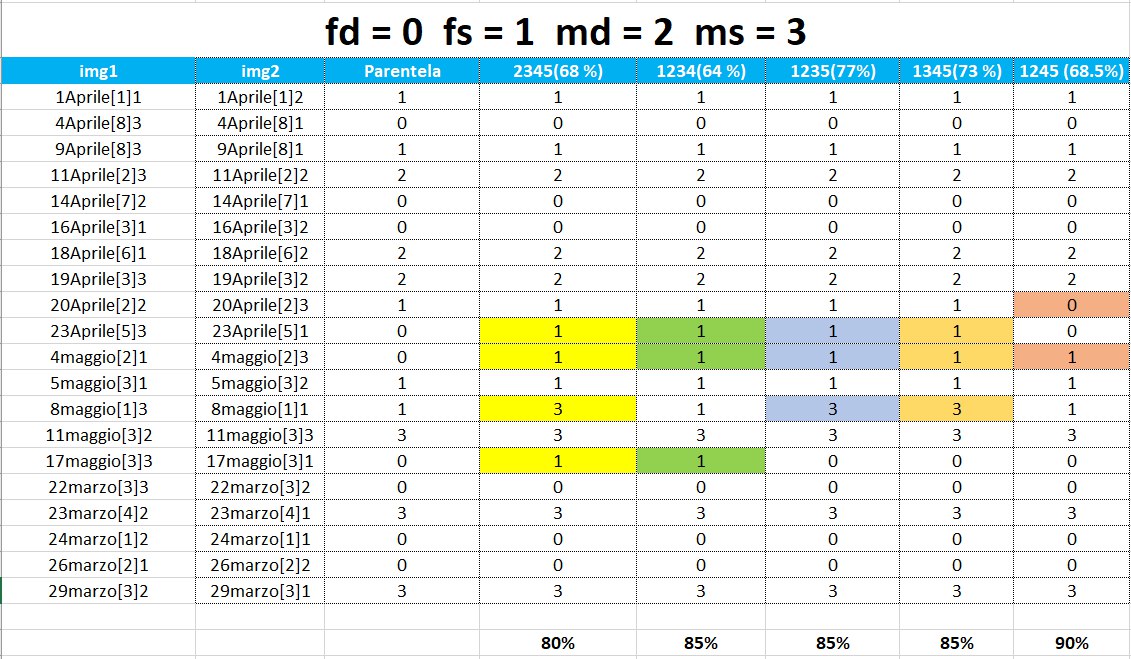 fd = 0 fs = 1 md = 2 ms = 3
img1 img2 Parentela 2345(68 %) 1234(64 %) 1235(77%) 1345(73 %) 1245 (68.5%)
1Aprile[1]1 1Aprile[1]2 1 1 1 1 1 1
4Aprile[8]3 4Aprile[8]1 0 0 0 0 0 0
9Aprile[8]3 9Aprile[8]1 1 1 1 1 1 1
11Aprile[2]3 11Aprile[2]2 2 2 2 2 2 2
14Aprile[7]2 14Aprile[7]1 0 0 0 0 0 0
16Aprile[3]1 16Aprile[3]2 0 0 0 0 0 0
18Aprile[6]1 18Aprile[6]2 2 2 2 2 2 2
19Aprile[3]3 19Aprile[3]2 2 2 2 2 2 2
20Aprile[2]2 20Aprile[2]3 1 1 1 1 1 0
23Aprile[5]3 23Aprile[5]1 0 1 1 1 1 0
4maggio[2]1 4maggio[2]3 0 1 1 1 1 1
5maggio[3]1 5maggio[3]2 1 1 1 1 1 1
8maggio[1]3 8maggio[1]1 1 3 1 3 3 1
11maggio[3]2 11maggio[3]3 3 3 3 3 3 3
17maggio[3]3 17maggio[3]1 0 1 1 0 0 0
22marzo[3]3 22marzo[3]2 0 0 0 0 0 0
23marzo[4]2 23marzo[4]1 3 3 3 3 3 3
24marzo[1]2 24marzo[1]1 0 0 0 0 0 0
26marzo[2]1 26marzo[2]2 0 0 0 0 0 0
29marzo[3]2 29marzo[3]1 3 3 3 3 3 3
80% 85% 85% 85% 90%